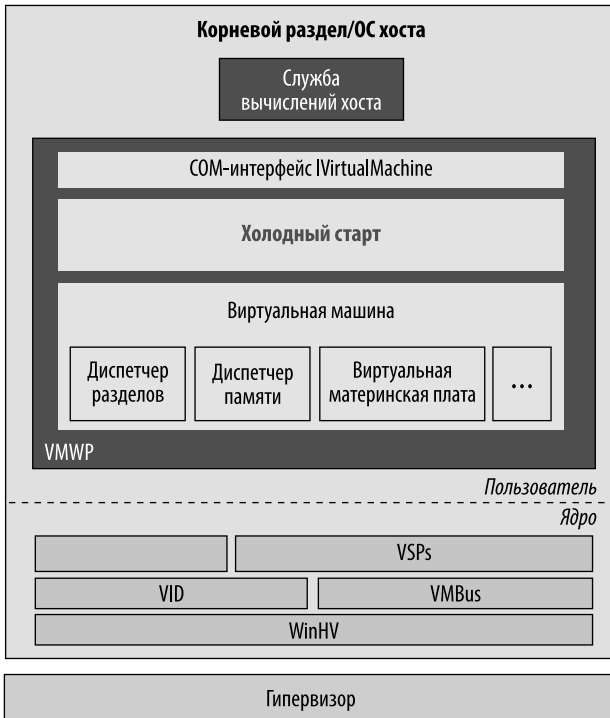 Корневой раздел/ОС хоста
Служба
вычислений хоста
COM-интерфейс IVirtualMachine
Холодный старт
Виртуальная машина
Диспетчер
разделов
Диспетчер
памяти
Виртуальная
материнская плата
...
VMWP
Пользователь
Ядро
VSPs
VID
VMBus
WinHV
Гипервизор